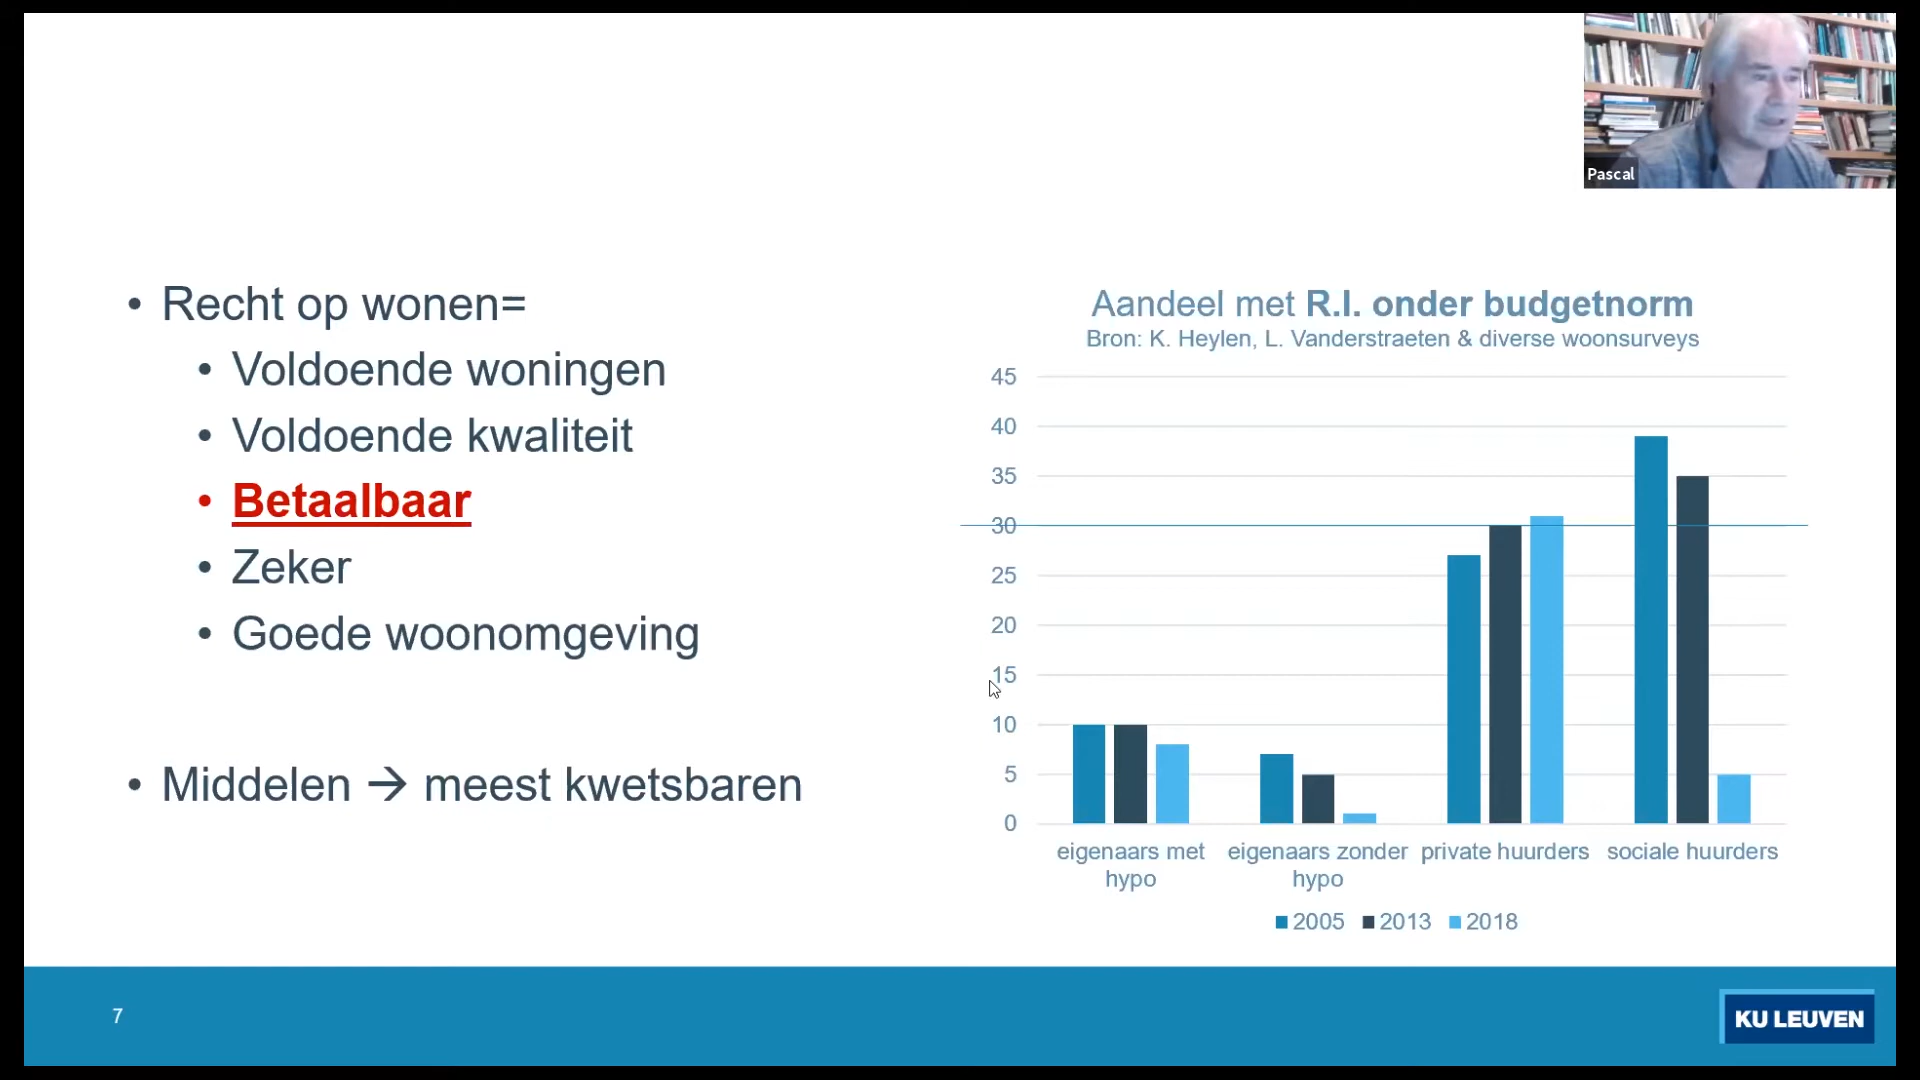 Pascal
• Recht op wonen=
• Voldoende woningen
• Voldoende kwaliteit
• Betaalbaar
• Zeker
• Goede woonomgeving
• Middelen → meest kwetsbaren
Aandeel met R.I. onder budgetnorm
Bron: K. Heylen, L. Vanderstraeten & diverse woonsurveys
45
40
35
30
25
20
15
10
5
0
eigenaars met hypo
eigenaars zonder hypo
private huurders
sociale huurders
2005 2013 2018
7
KU LEUVEN